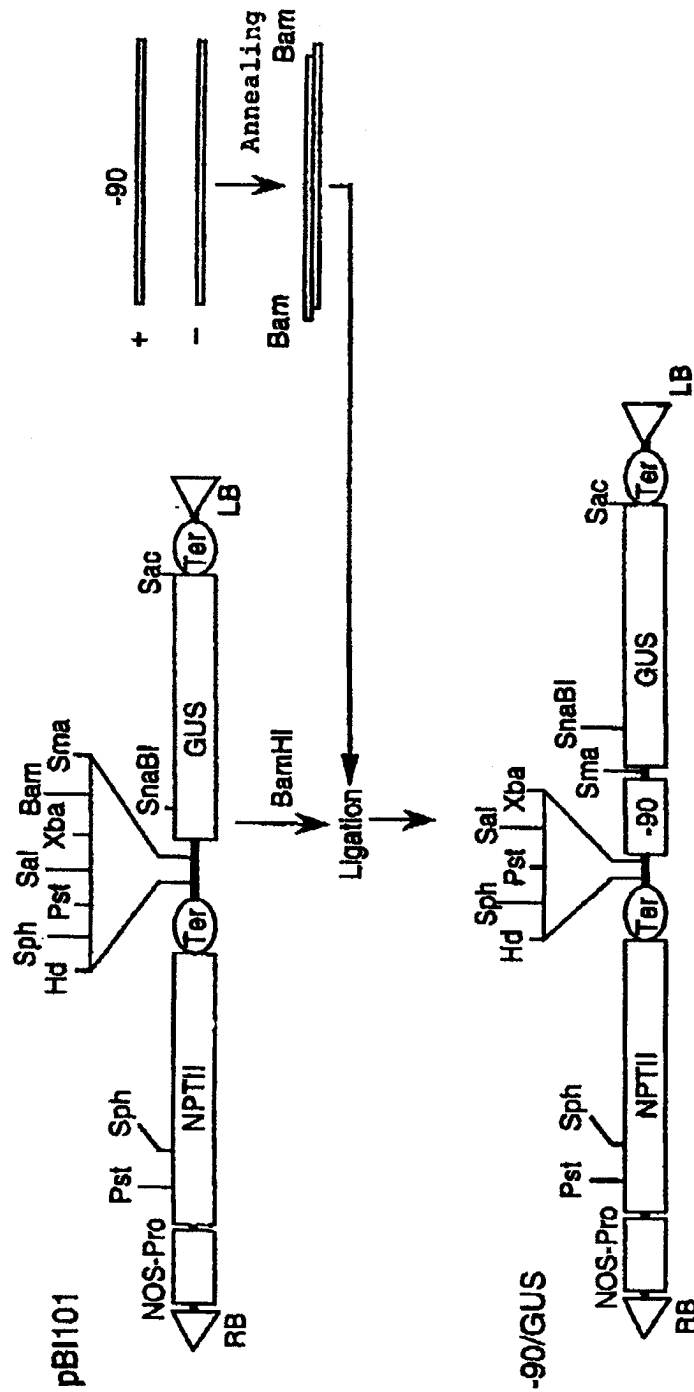 pBI101
Sph Sal Bam
Hd Pst Xba Sma
Pst Sph SnaBI Sac
NOS-Pro NPTII Ter GUS Ter
RB LB
-90
+
-
Annealing
Bam Bam
BamHI
Ligation
-90/GUS
Sph Sal
Hd Pst Xba
Pst Sph Sma SnaBI Sac
NOS-Pro NPTII Ter -90 GUS Ter
RB LB